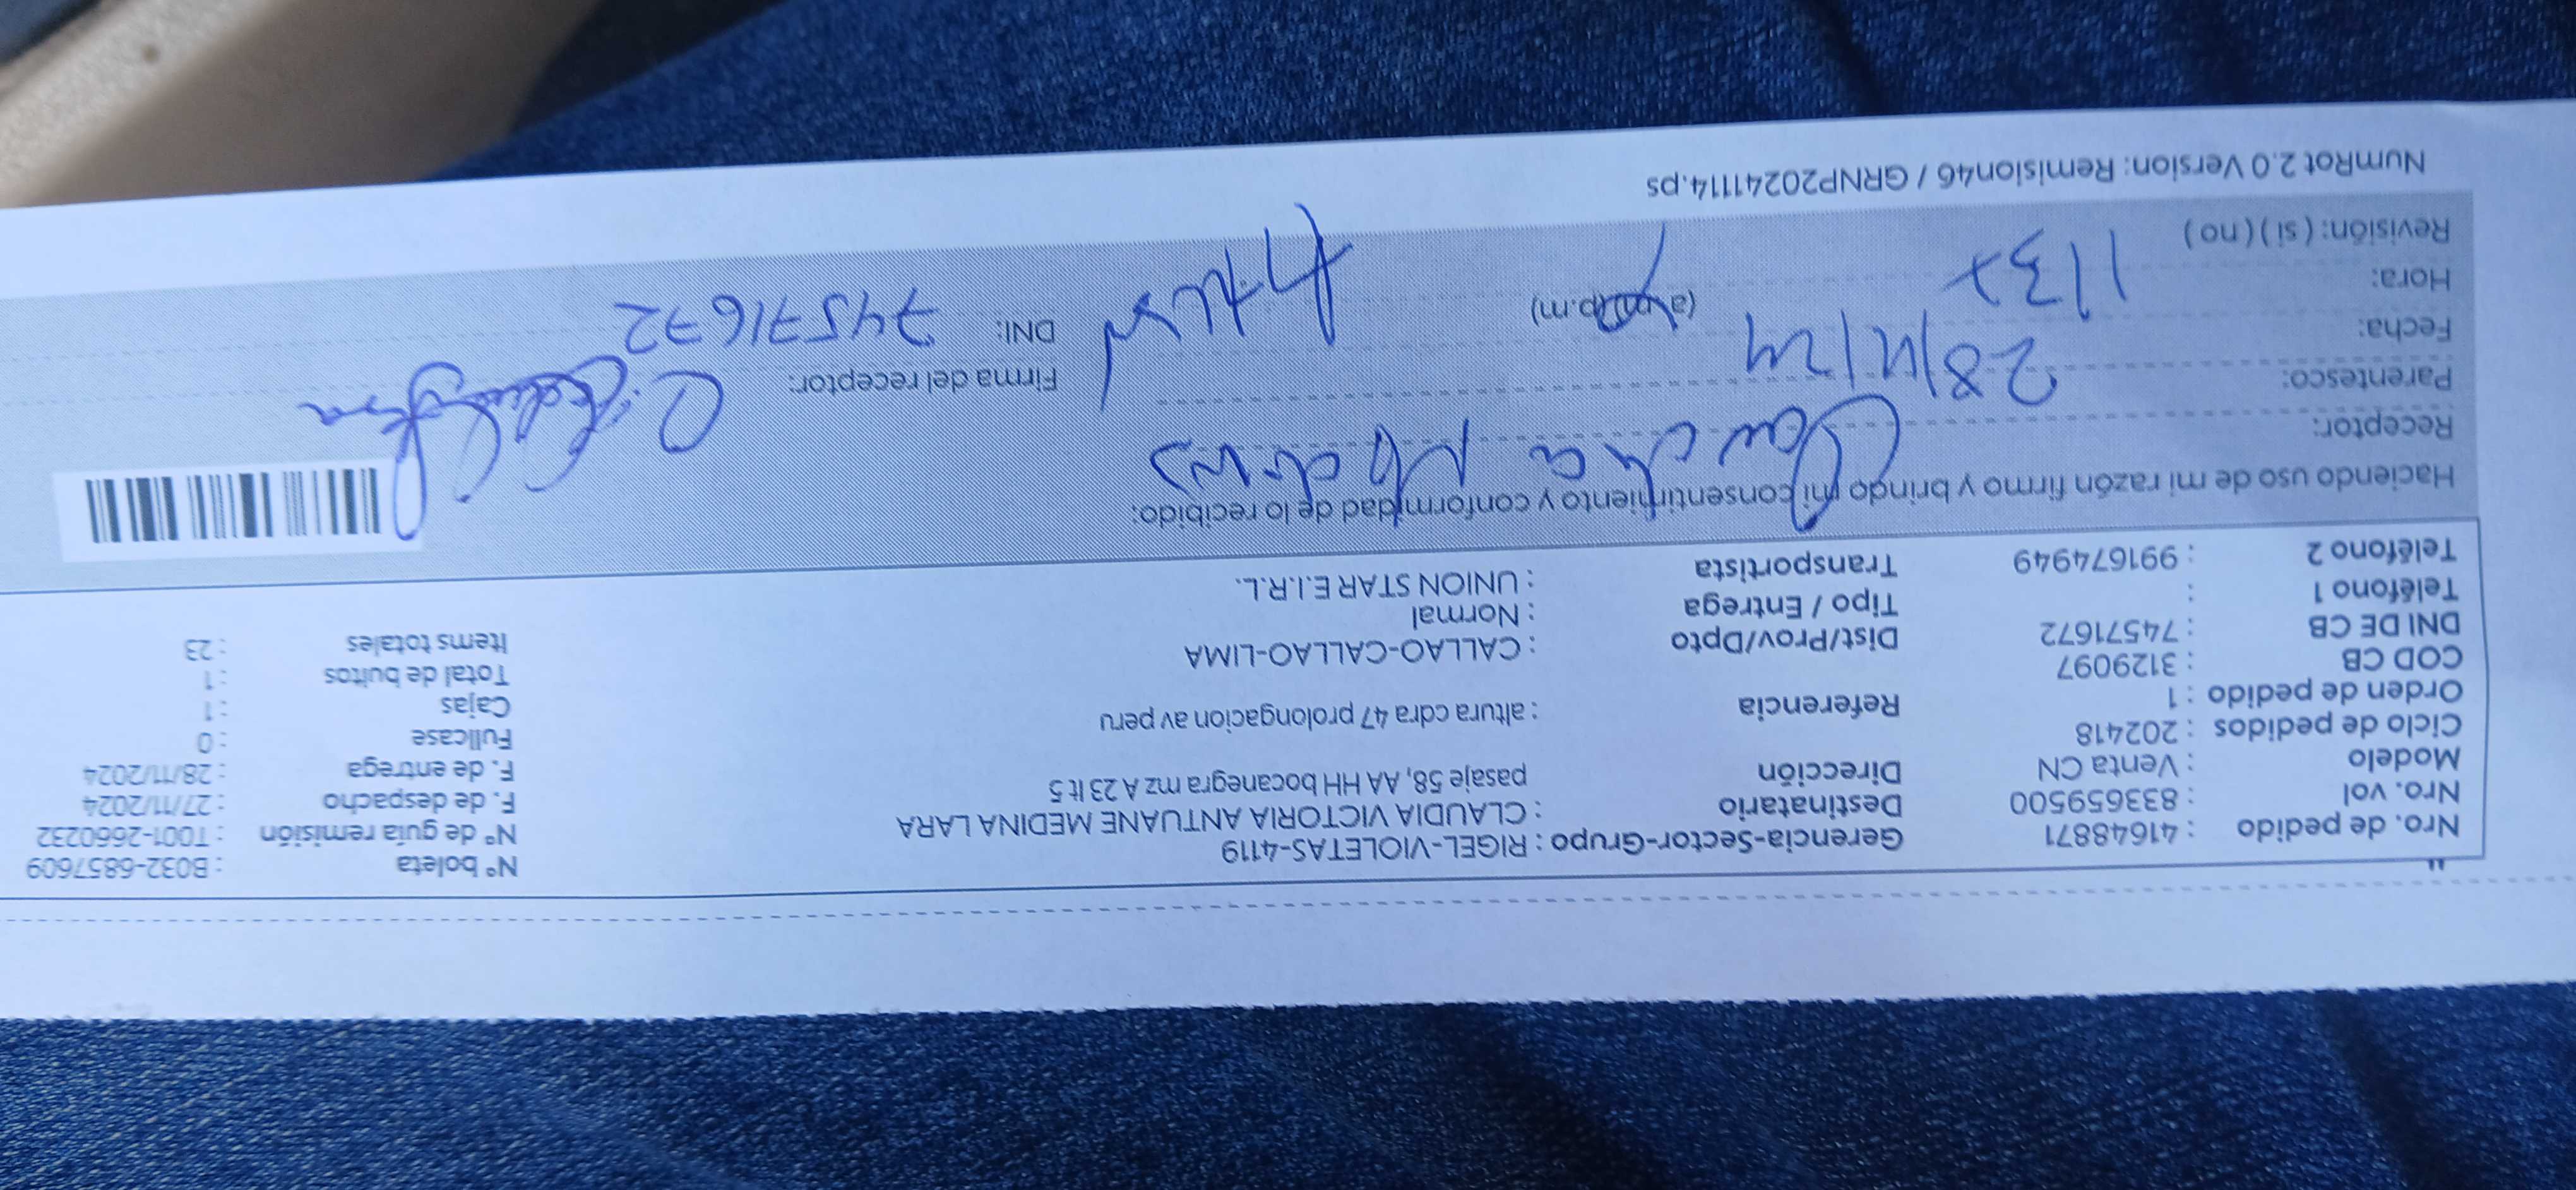 Nro. de pedido : 41648871 Gerencia-Sector-Grupo : RIGEL-VIOLETAS-4119 N° boleta : B032-6857609
Nro. vol : 833659500 Destinatario : CLAUDIA VICTORIA ANTUANE MEDINA LARA N° de guía remisión : T001-2660232
Modelo : Venta CN Dirección pasaje 58, AA HH bocanegra mz A 23 lt 5 F. de despacho : 27/11/2024
Ciclo de pedidos : 202418 F. de entrega : 28/11/2024
Orden de pedido : 1 Referencia : altura cdra 47 prolongacion av peru Fullcase : 0
COD CB : 3129097 Cajas : 1
DNI DE CB : 74571672 Dist/Prov/Dpto : CALLAO-CALLAO-LIMA Total de bultos : 1
Teléfono 1 : Tipo / Entrega : Normal Items totales : 23
Teléfono 2 : 991674949 Transportista : UNION STAR E.I.R.L.
Haciendo uso de mi razón firmo y brindo mi consentimiento y conformidad de lo recibido:
Receptor:
Parentesco: Firma del receptor:
Fecha: 28/11/24 DNI: 74571672
Hora: (a.m)(p.m)
Revisión: ( si ) ( no )
NumRot 2.0 Version: Remision46 / GRNP20241114.ps